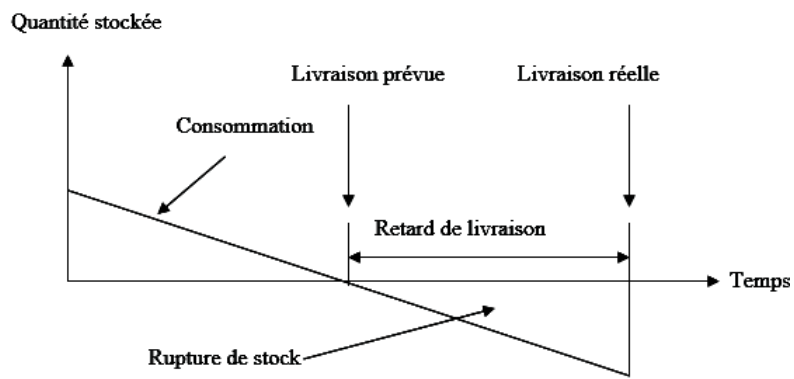 Quantité stockée
Livraison prévue
Livraison réelle
Consommation
Retard de livraison
Temps
Rupture de stock